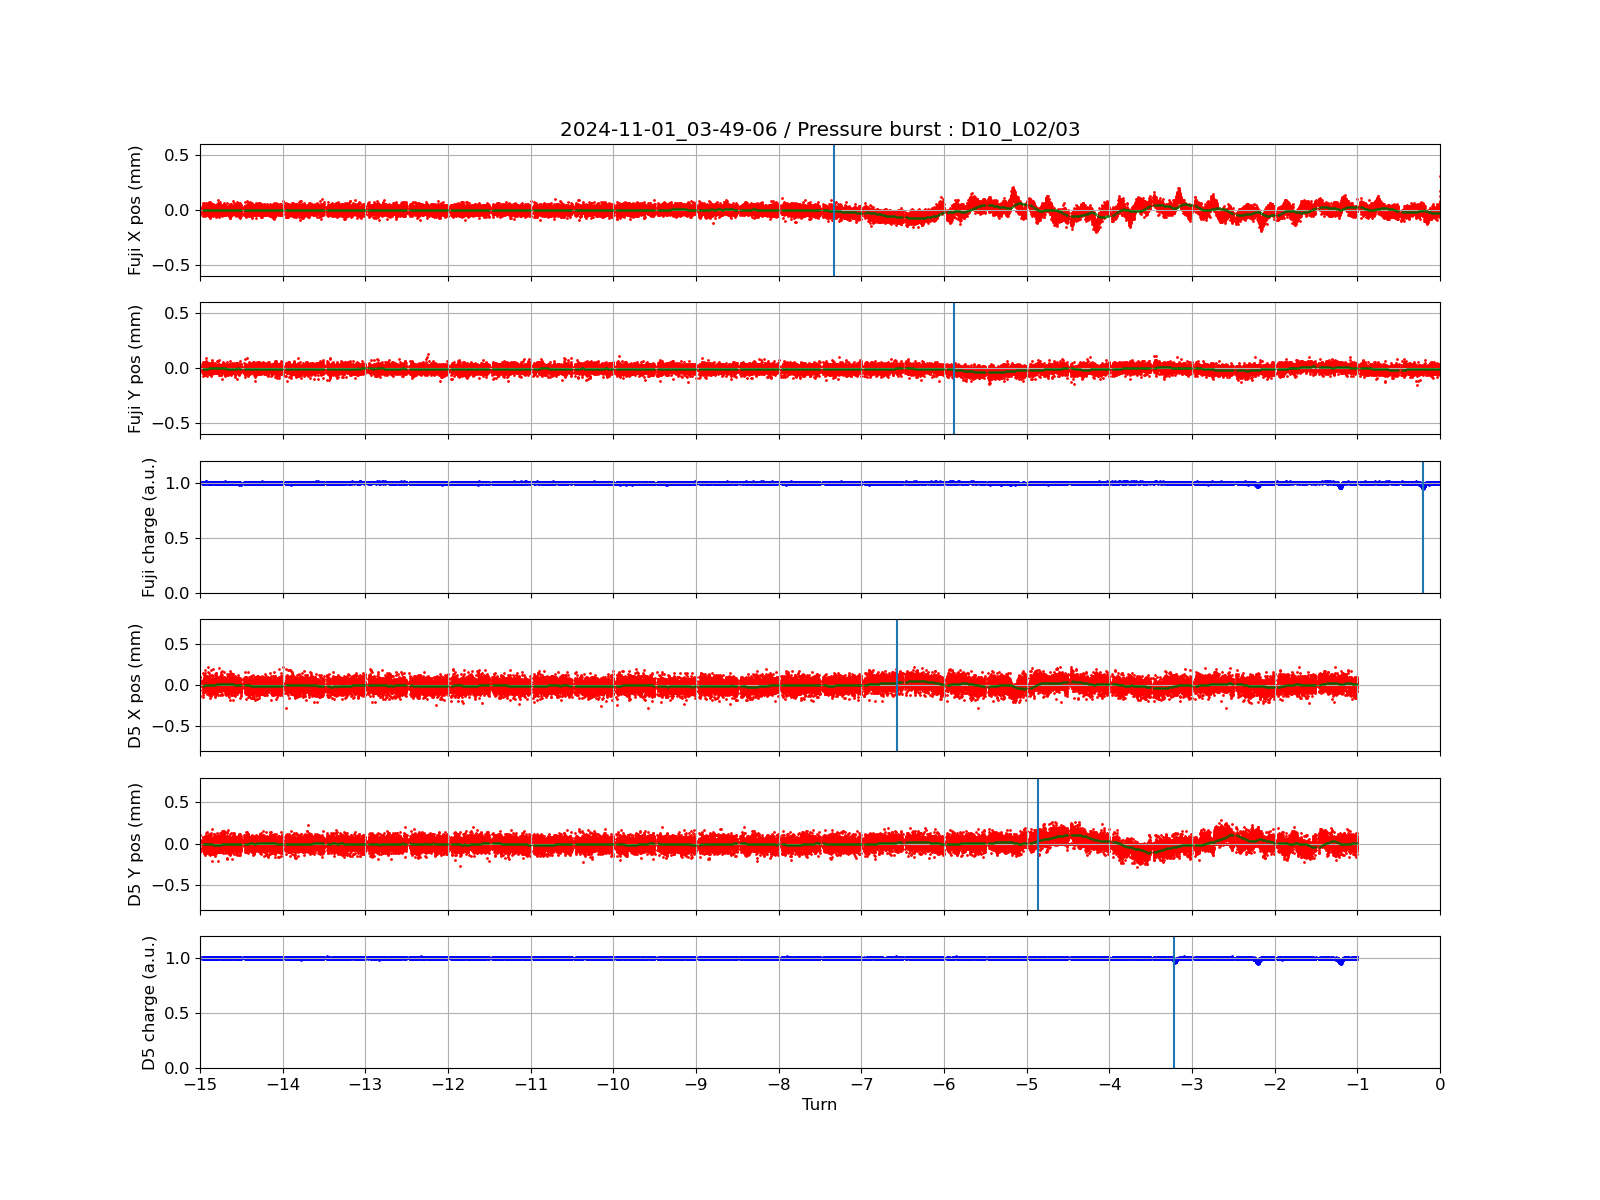 2024-11-01_03-49-06 / Pressure burst : D10_L02/03
Fuji X pos (mm)
0.5
0.0
−0.5
Fuji Y pos (mm)
0.5
0.0
−0.5
Fuji charge (a.u.)
1.0
0.5
0.0
D5 X pos (mm)
0.5
0.0
−0.5
D5 Y pos (mm)
0.5
0.0
−0.5
D5 charge (a.u.)
1.0
0.5
0.0
−15 −14 −13 −12 −11 −10 −9 −8 −7 −6 −5 −4 −3 −2 −1 0
Turn